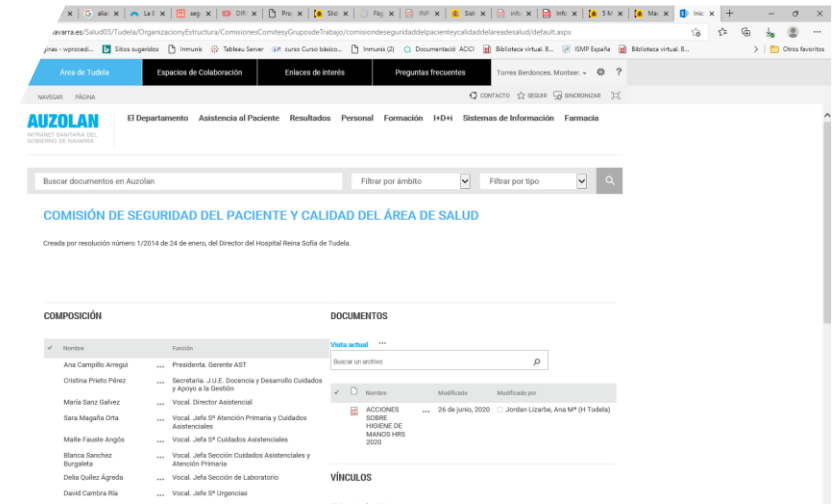 Área de Tudela
Espacios de Colaboración
Enlaces de interés
Preguntas frecuentes
Torres Berdonces. Montser.
?
NAVEGAR PÁGINA
CONTACTO SEGUIR SINCRONIZAR
AUZOLAN
INTRANET SANITARIA DEL
GOBIERNO DE NAVARRA
El Departamento Asistencia al Paciente Resultados Personal Formación I+D+i Sistemas de Información Farmacia
Buscar documentos en Auzolan
Filtrar por ámbito
Filtrar por tipo
COMISIÓN DE SEGURIDAD DEL PACIENTE Y CALIDAD DEL ÁREA DE SALUD
Creada por resolución número 1/2014 de 24 de enero, del Director del Hospital Reina Sofía de Tudela.
COMPOSICIÓN
Nombre Función
Ana Campillo Arregui ... Presidenta. Gerente AST
Cristina Prieto Pérez ... Secretaria. J.U.E. Docencia y Desarrollo Cuidados
y Apoyo a la Gestión
María Sanz Galvez ... Vocal. Director Asistencial
Sara Magaña Orta ... Vocal. Jefe Sº Atención Primaria y Cuidados
Asistenciales
Maite Fauste Angós ... Vocal. Jefa Sª Cuidados Asistenciales
Blanca Sanchez
Burgaleta
... Vocal. Jefa Sección Cuidados Asistenciales y
Atención Primaria
Delia Quílez Ágreda ... Vocal. Jefa Sección de Laboratorio
David Cambra Ría ... Vocal. Jefe Sº Urgencias
DOCUMENTOS
Vista actual ...
Buscar un archivo
Nombre Modificado Modificado por
ACCIONES
SOBRE
HIGIENE DE
MANOS HRS
2020
... 26 de junio, 2020 Jordan Lizarbe, Ana Mª (H Tudela)
VÍNCULOS
avarra.es/Salud03/Tudela/OrganizacionyEstructura/ComisionesComitesyGruposdeTrabajo/comisiondeseguridaddelpacienteycalidaddelareadesalud/default.aspx
Sitios sugeridos Inmunis Tableau Server curso Curso básico... Inmunis (2) Documentació ACICI Biblioteca virtual. B... ISMP España Biblioteca virtual. B... Otros favoritos